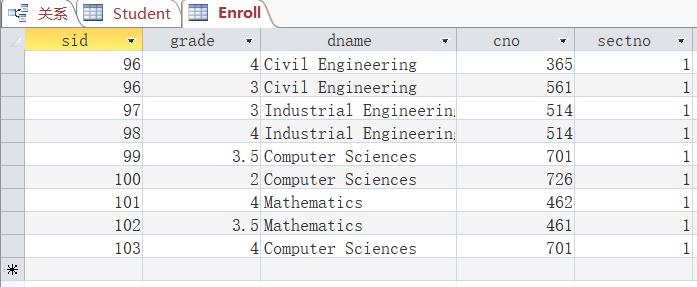 关系 Student Enroll
sid grade dname cno sectno
96 4 Civil Engineering 365 1
96 3 Civil Engineering 561 1
97 3 Industrial Engineering 514 1
98 4 Industrial Engineering 514 1
99 3.5 Computer Sciences 701 1
100 2 Computer Sciences 726 1
101 4 Mathematics 462 1
102 3.5 Mathematics 461 1
103 4 Computer Sciences 701 1